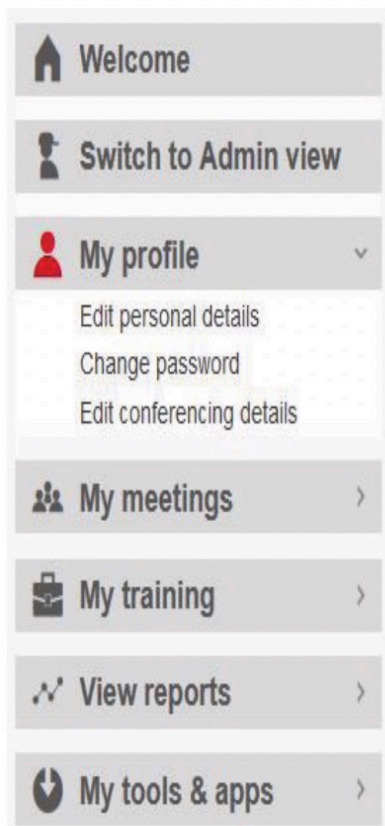 Welcome
Switch to Admin view
My profile
Edit personal details
Change password
Edit conferencing details
My meetings
My training
View reports
My tools & apps